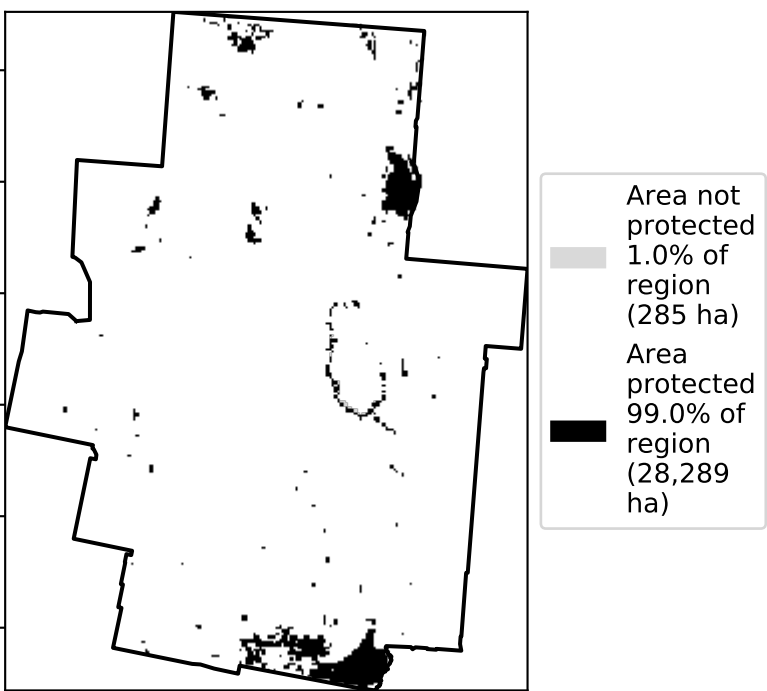 Area not
protected
1.0% of
region
(285 ha)
Area
protected
99.0% of
region
(28,289
ha)